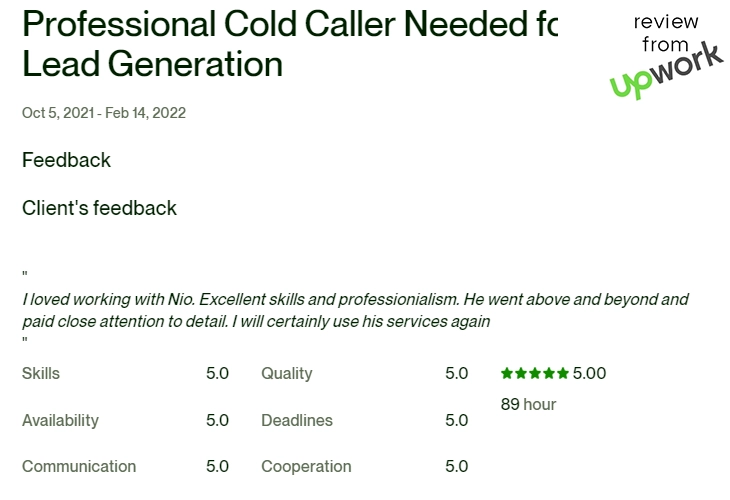 Professional Cold Caller Needed fo
Lead Generation
review
from
upwork
Oct 5, 2021 - Feb 14, 2022
Feedback
Client's feedback
"
I loved working with Nio. Excellent skills and professionialism. He went above and beyond and
paid close attention to detail. I will certainly use his services again
"
Skills 5.0 Quality 5.0 ★★★★★ 5.00
89 hour
Availability 5.0 Deadlines 5.0
Communication 5.0 Cooperation 5.0